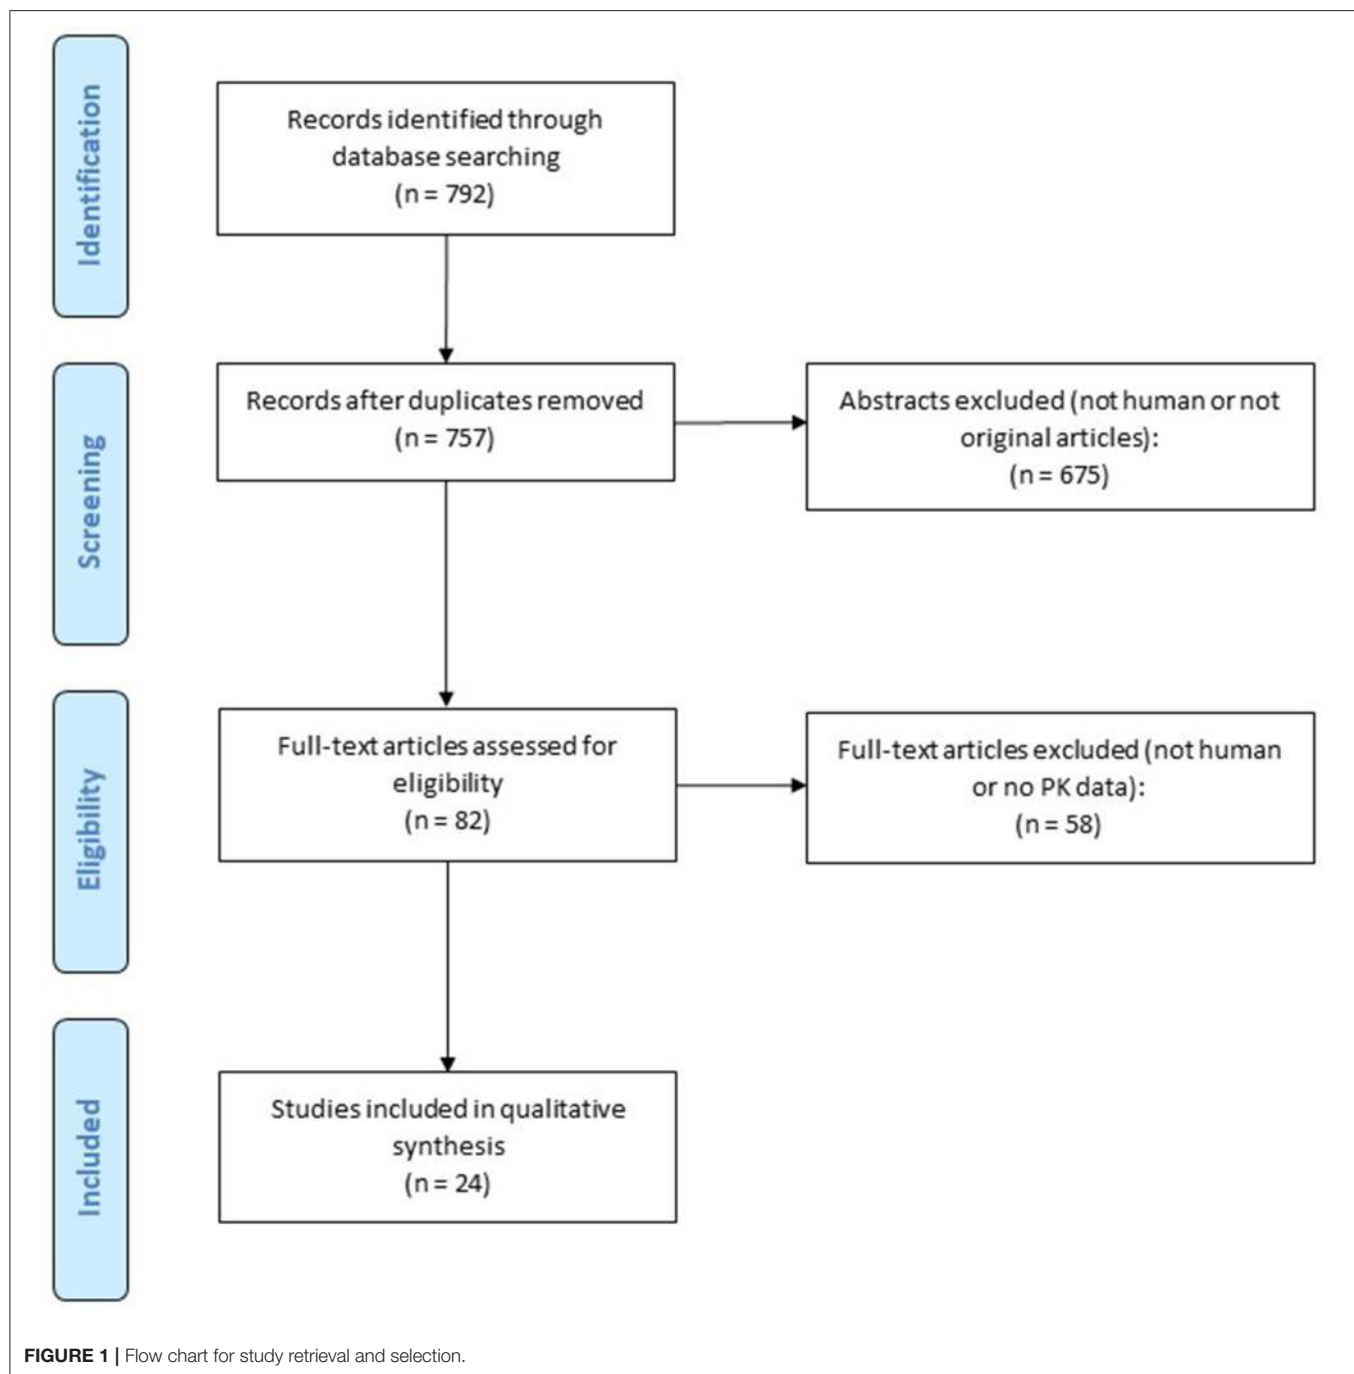 Identification
Records identified through
database searching
(n = 792)
Screening
Records after duplicates removed
(n = 757)
Abstracts excluded (not human or not
original articles):
(n = 675)
Eligibility
Full-text articles assessed for
eligibility
(n = 82)
Full-text articles excluded (not human
or no PK data):
(n = 58)
Included
Studies included in qualitative
synthesis
(n = 24)
FIGURE 1 | Flow chart for study retrieval and selection.